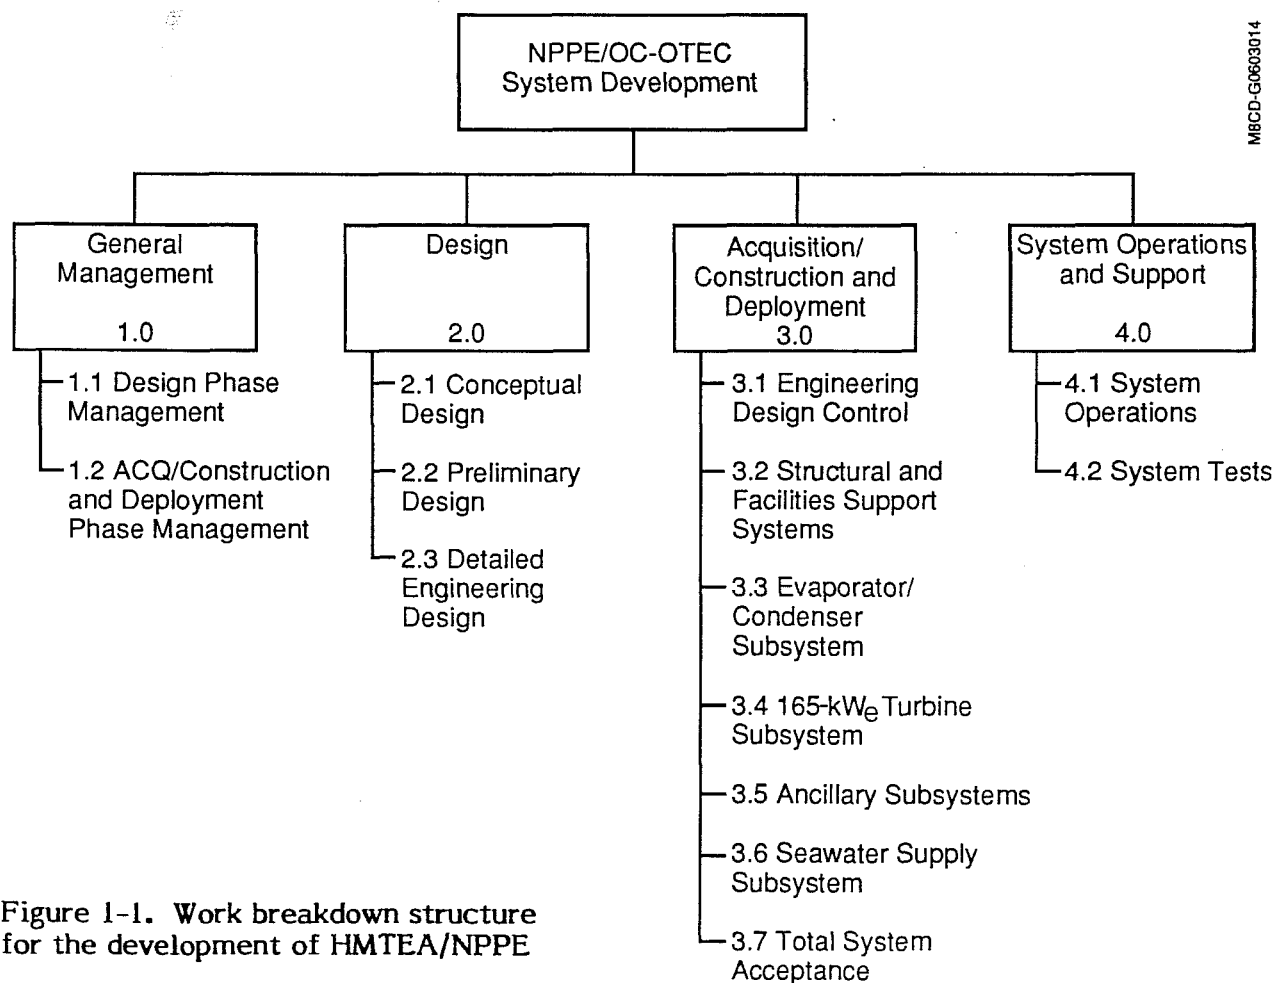 NPPE/OC-OTEC
System Development
M8CD-G0603014
General
Management
1.0
Design
2.0
Acquisition/
Construction and
Deployment
3.0
System Operations
and Support
4.0
1.1 Design Phase
Management
1.2 ACQ/Construction
and Deployment
Phase Management
2.1 Conceptual
Design
2.2 Preliminary
Design
2.3 Detailed
Engineering
Design
3.1 Engineering
Design Control
3.2 Structural and
Facilities Support
Systems
3.3 Evaporator/
Condenser
Subsystem
3.4 165-kWe Turbine
Subsystem
3.5 Ancillary Subsystems
3.6 Seawater Supply
Subsystem
3.7 Total System
Acceptance
4.1 System
Operations
4.2 System Tests
Figure 1-1. Work breakdown structure
for the development of HMTEA/NPPE